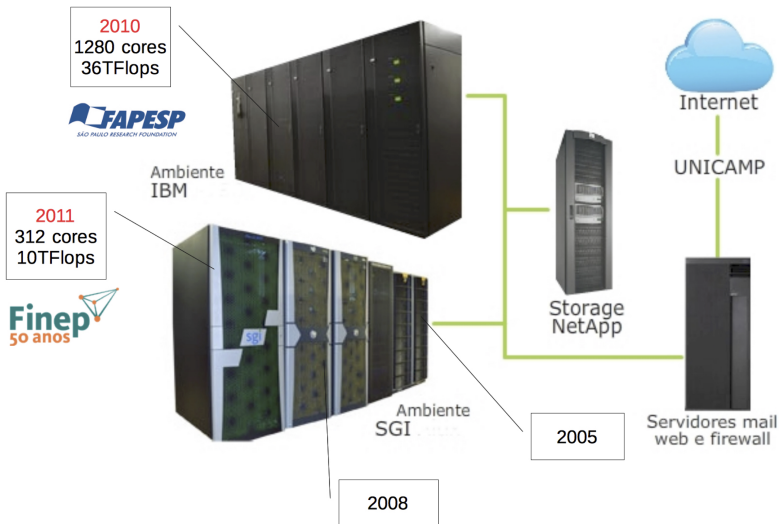 2010
1280 cores
36TFlops
FAPESP
SÃO PAULO RESEARCH FOUNDATION
Ambiente
IBM
2011
312 cores
10TFlops
Finep
50 anos
sgi
Ambiente
SGI
2008
2005
Storage
NetApp
Internet
UNICAMP
Servidores mail
web e firewall